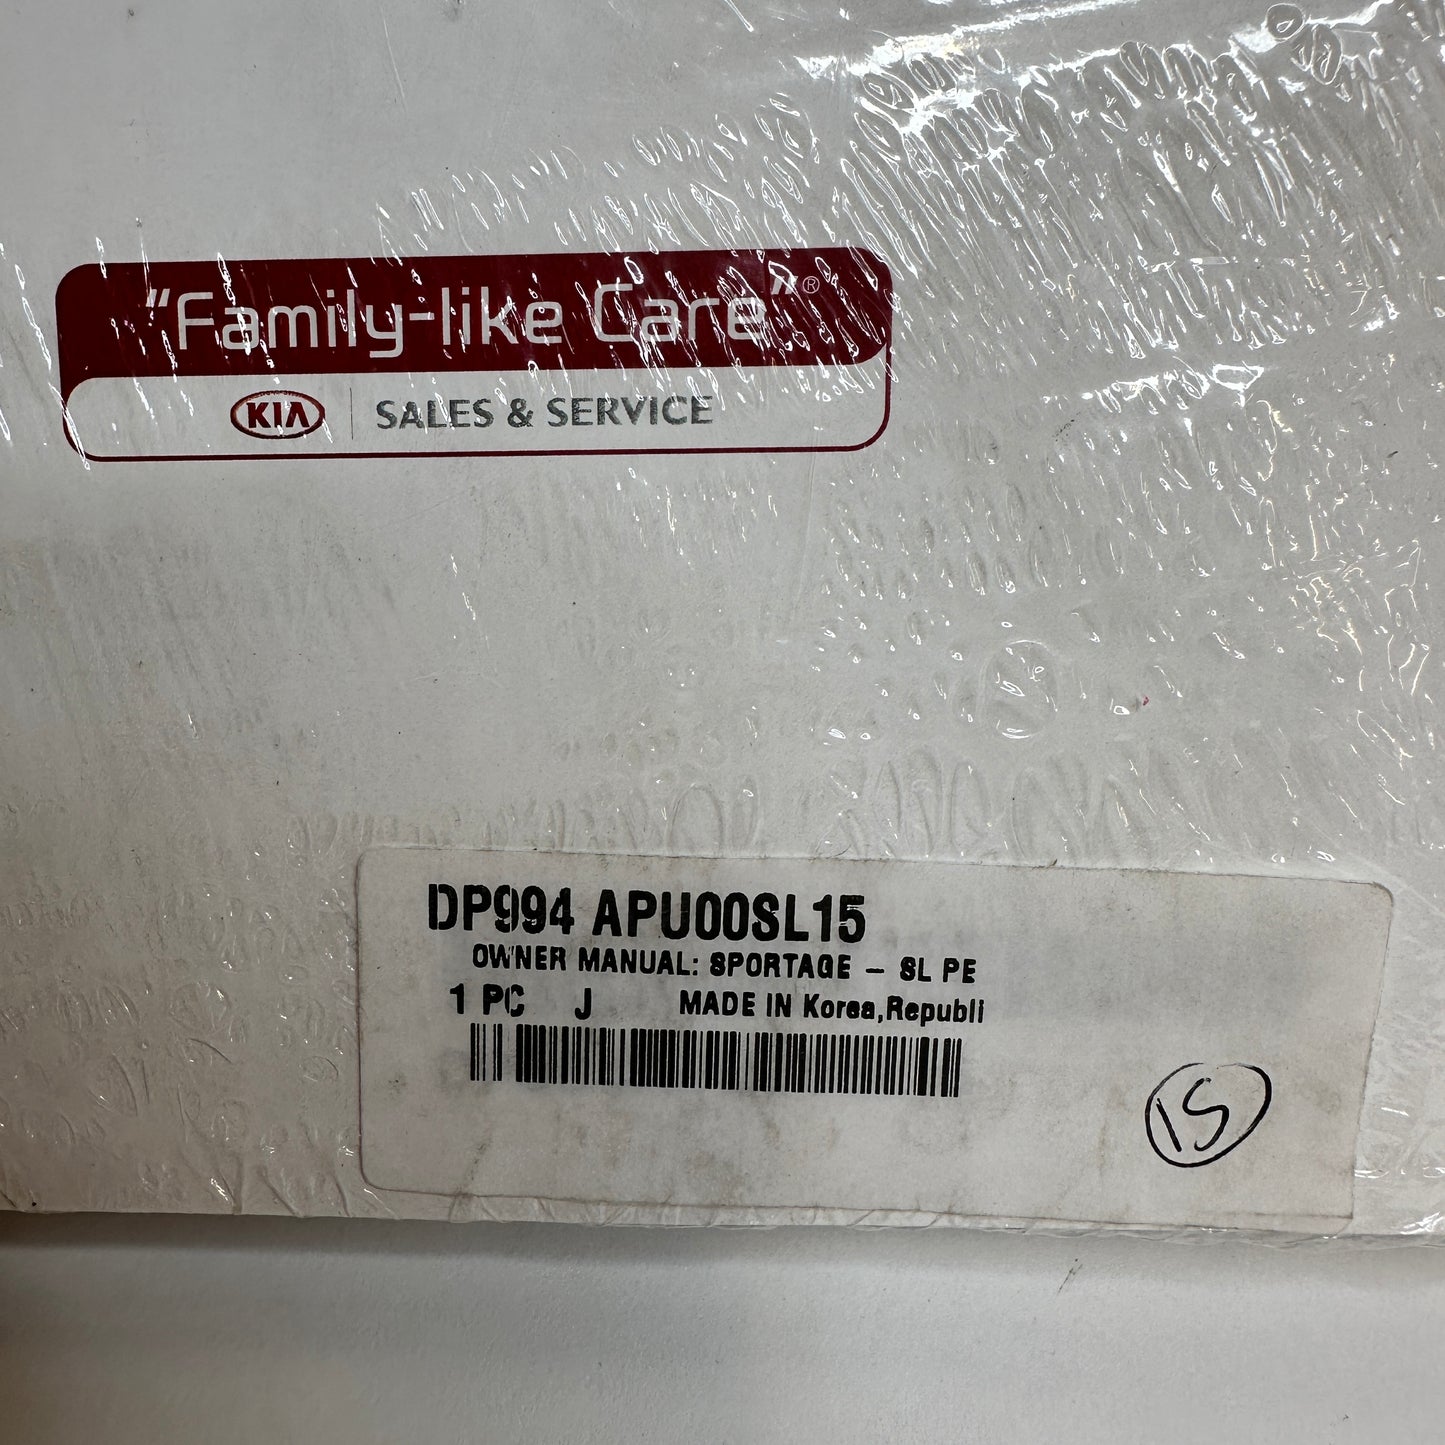 "Family-like Care"®
KIA SALES & SERVICE
DP994 APU00SL15
OWNER MANUAL: SPORTAGE – SL PE
1 PC J MADE IN Korea,Republi
15